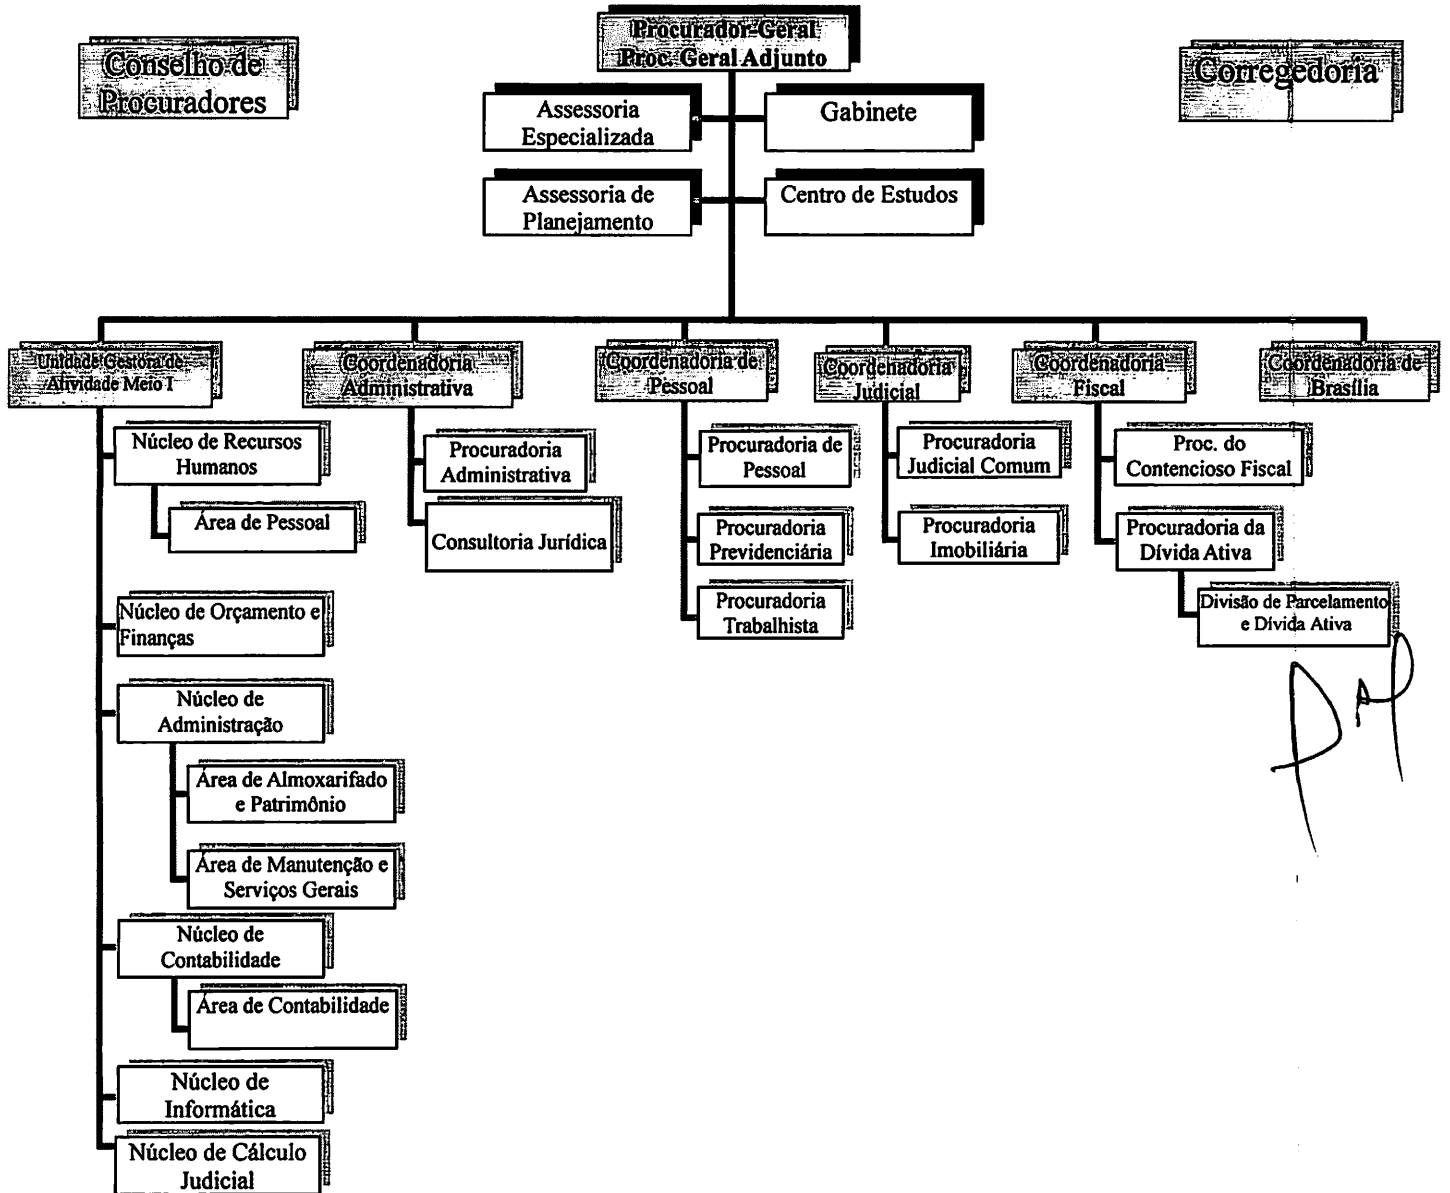 Procurador-Geral
Proc. Geral Adjunto
Conselho de
Procuradores
Corregedoria
Assessoria
Especializada
Gabinete
Assessoria de
Planejamento
Centro de Estudos
Unidade Gestora de
Atividade Meio I
Coordenadoria
Administrativa
Coordenadoria de
Pessoal
Coordenadoria
Judicial
Coordenadoria
Fiscal
Coordenadoria de
Brasília
Núcleo de Recursos
Humanos
Área de Pessoal
Núcleo de Orçamento e
Finanças
Núcleo de
Administração
Área de Almoxarifado
e Patrimônio
Área de Manutenção e
Serviços Gerais
Núcleo de
Contabilidade
Área de Contabilidade
Núcleo de
Informática
Núcleo de Cálculo
Judicial
Procuradoria
Administrativa
Consultoria Jurídica
Procuradoria de
Pessoal
Procuradoria
Previdenciária
Procuradoria
Trabalhista
Procuradoria
Judicial Comum
Procuradoria
Imobiliária
Proc. do
Contencioso Fiscal
Procuradoria da
Dívida Ativa
Divisão de Parcelamento
e Dívida Ativa